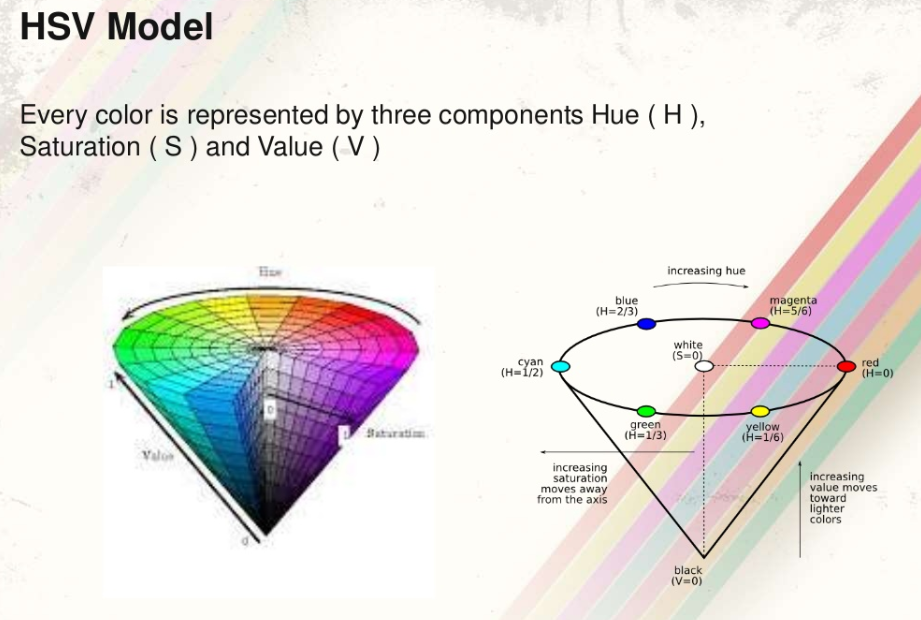 HSV Model
Every color is represented by three components Hue ( H ),
Saturation ( S ) and Value ( V )
Hue
1
0
1
Saturation
Value
0
increasing hue
blue
(H=2/3)
magenta
(H=5/6)
white
(S=0)
cyan
(H=1/2)
red
(H=0)
green
(H=1/3)
yellow
(H=1/6)
increasing
saturation
moves away
from the axis
increasing
value moves
toward
lighter
colors
black
(V=0)